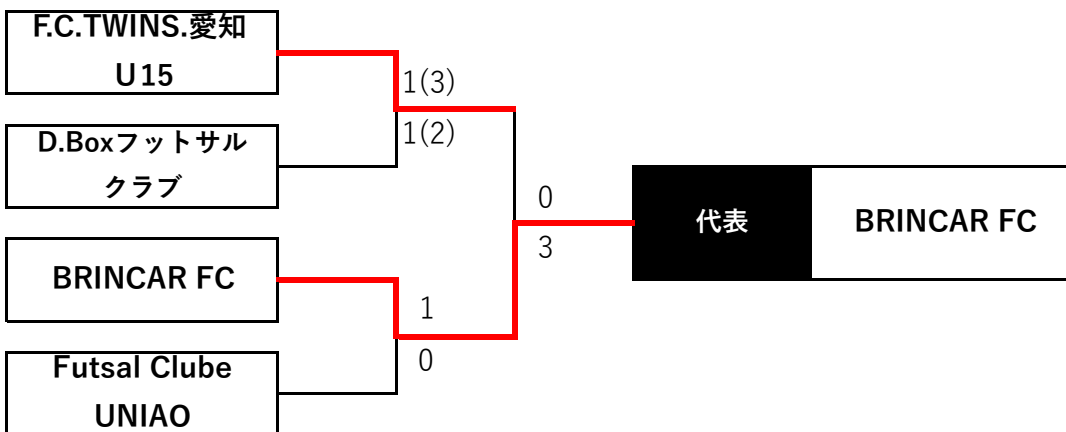 F.C.TWINS.愛知
U15
1(3)
1(2)
D.Boxフットサル
クラブ
0
3
代表
BRINCAR FC
BRINCAR FC
1
0
Futsal Clube
UNIAO